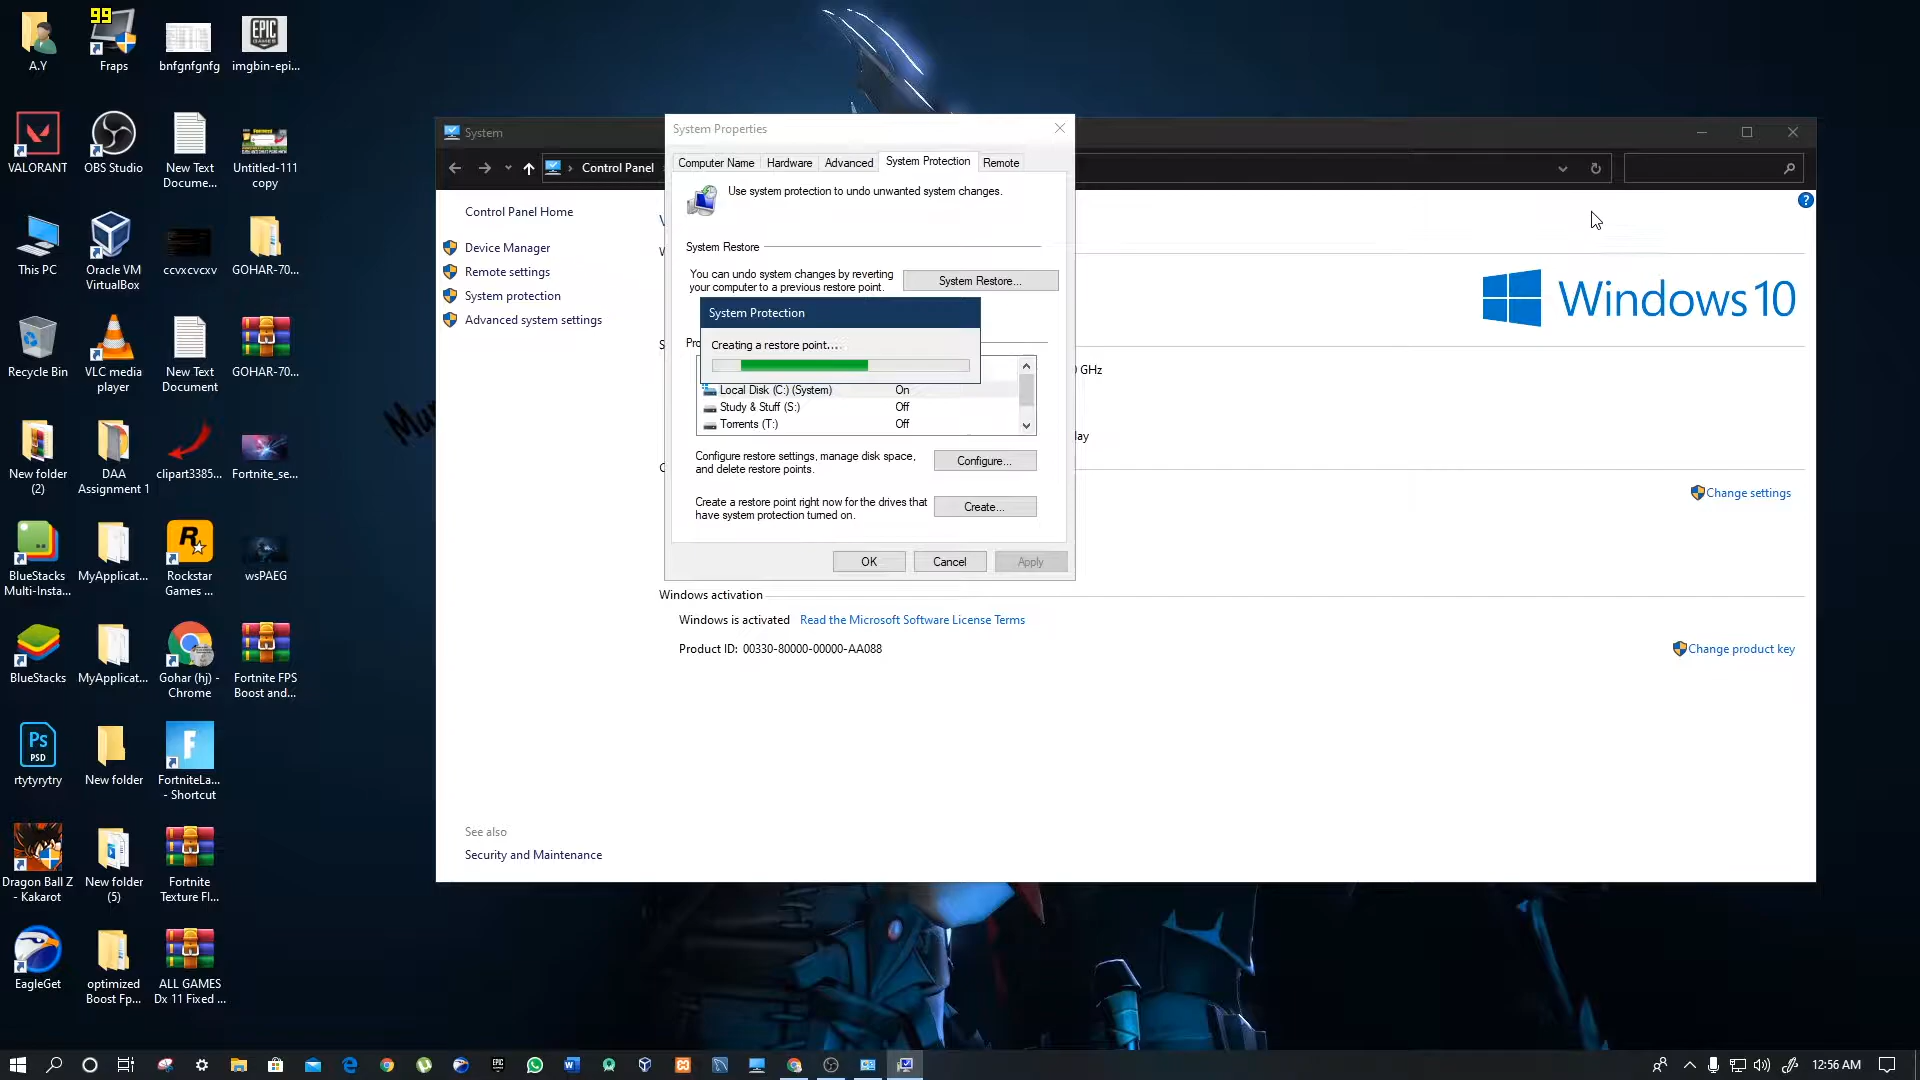 99
A.Y
Fraps
bnfgnfgnfg
imgbin-epi...
EPIC
GAMES
VALORANT
OBS Studio
New Text
Docume...
Untitled-111
copy
This PC
Oracle VM
VirtualBox
ccvxcvcxv
GOHAR-70...
Recycle Bin
VLC media
player
New Text
Document
GOHAR-70...
New folder
(2)
DAA
Assignment 1
clipart3385...
Fortnite_se...
BlueStacks
Multi-Insta...
MyApplicat...
Rockstar
Games ...
wsPAEG
BlueStacks
MyApplicat...
Gohar (hj) -
Chrome
Fortnite FPS
Boost and...
Ps
PSD
rtytyrytry
New folder
FortniteLa...
- Shortcut
Dragon Ball Z
- Kakarot
New folder
(5)
Fortnite
Texture Fl...
EagleGet
optimized
Boost Fp...
ALL GAMES
Dx 11 Fixed ...
System
Control Panel
Control Panel Home
Device Manager
Remote settings
System protection
Advanced system settings
See also
Security and Maintenance
System Properties
Computer Name
Hardware
Advanced
System Protection
Remote
Use system protection to undo unwanted system changes.
System Restore
You can undo system changes by reverting
your computer to a previous restore point.
System Restore...
System Protection
Creating a restore point....
Pro
Local Disk (C:) (System) On
Study & Stuff (S:) Off
Torrents (T:) Off
Configure restore settings, manage disk space,
and delete restore points.
Configure...
Create a restore point right now for the drives that
have system protection turned on.
Create...
OK
Cancel
Apply
Windows 10
) GHz
lay
Change settings
Windows activation
Windows is activated Read the Microsoft Software License Terms
Product ID: 00330-80000-00000-AA088
Change product key
12:56 AM